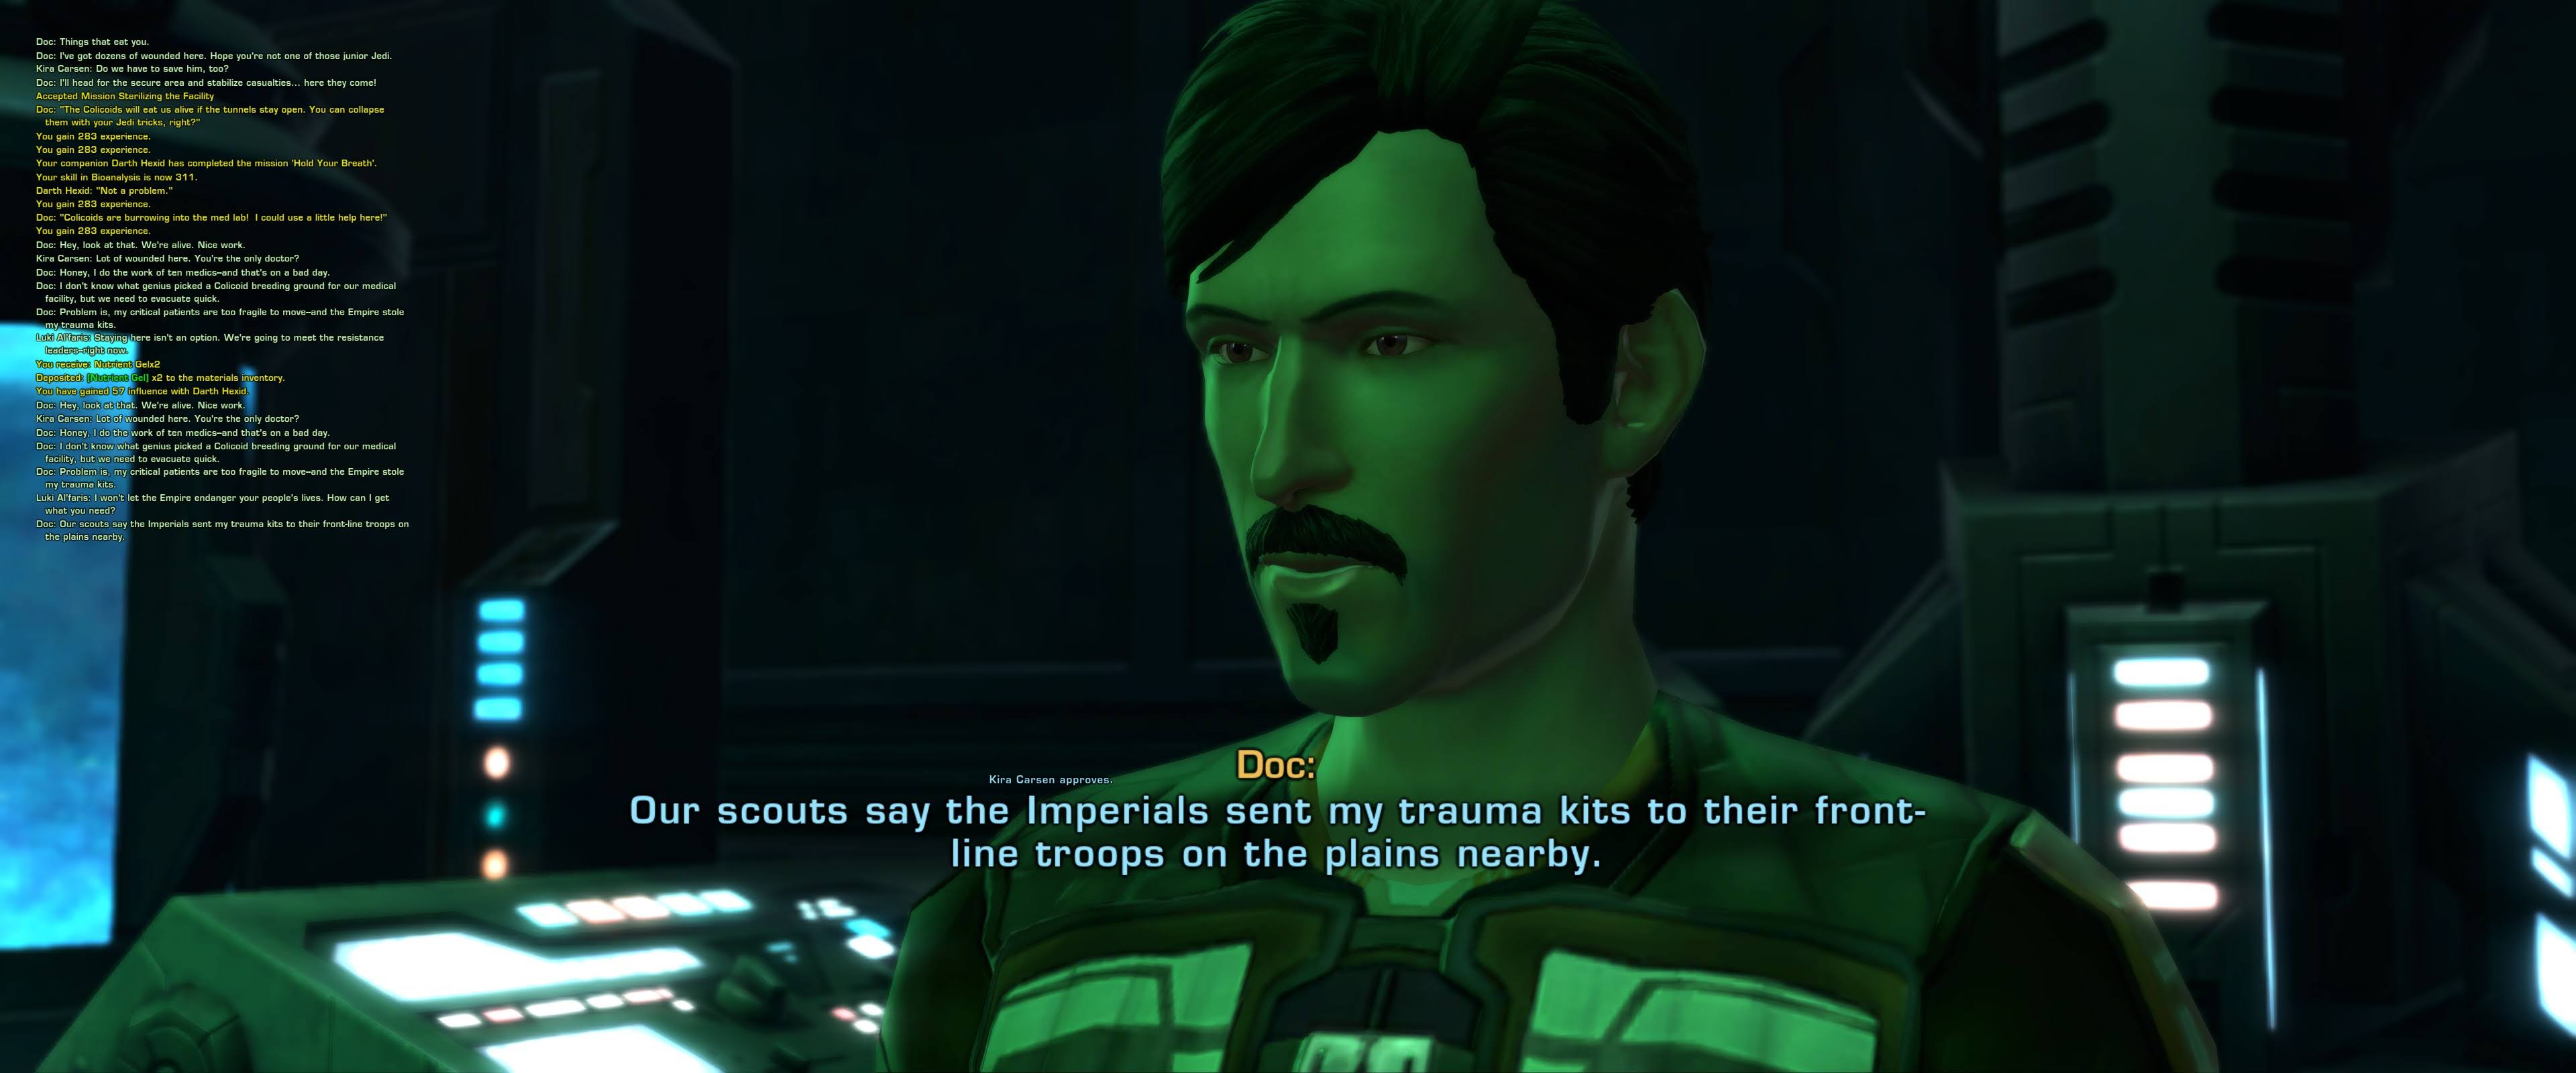 Doc: Things that eat you.
Doc: I've got dozens of wounded here. Hope you're not one of those junior Jedi.
Kira Carsen: Do we have to save him, too?
Doc: I'll head for the secure area and stabilize casualties... here they come!
Accepted Mission Sterilizing the Facility
Doc: "The Colicoids will eat us alive if the tunnels stay open. You can collapse
them with your Jedi tricks, right?"
You gain 283 experience.
You gain 283 experience.
Your companion Darth Hexid has completed the mission 'Hold Your Breath'.
Your skill in Bioanalysis is now 311.
Darth Hexid: "Not a problem."
You gain 283 experience.
Doc: "Colicoids are burrowing into the med lab!  I could use a little help here!"
You gain 283 experience.
Doc: Hey, look at that. We're alive. Nice work.
Kira Carsen: Lot of wounded here. You're the only doctor?
Doc: Honey, I do the work of ten medics–and that's on a bad day.
Doc: I don't know what genius picked a Colicoid breeding ground for our medical
facility, but we need to evacuate quick.
Doc: Problem is, my critical patients are too fragile to move–and the Empire stole
my trauma kits.
Luki Al'faris: Staying here isn't an option. We're going to meet the resistance
leaders–right now.
You receive: Nutrient Gelx2
Deposited: [Nutrient Gel] x2 to the materials inventory.
You have gained 57 influence with Darth Hexid.
Doc: Hey, look at that. We're alive. Nice work.
Kira Carsen: Lot of wounded here. You're the only doctor?
Doc: Honey, I do the work of ten medics–and that's on a bad day.
Doc: I don't know what genius picked a Colicoid breeding ground for our medical
facility, but we need to evacuate quick.
Doc: Problem is, my critical patients are too fragile to move–and the Empire stole
my trauma kits.
Luki Al'faris: I won't let the Empire endanger your people's lives. How can I get
what you need?
Doc: Our scouts say the Imperials sent my trauma kits to their front-line troops on
the plains nearby.
Kira Carsen approves.
Doc:
Our scouts say the Imperials sent my trauma kits to their front-
line troops on the plains nearby.